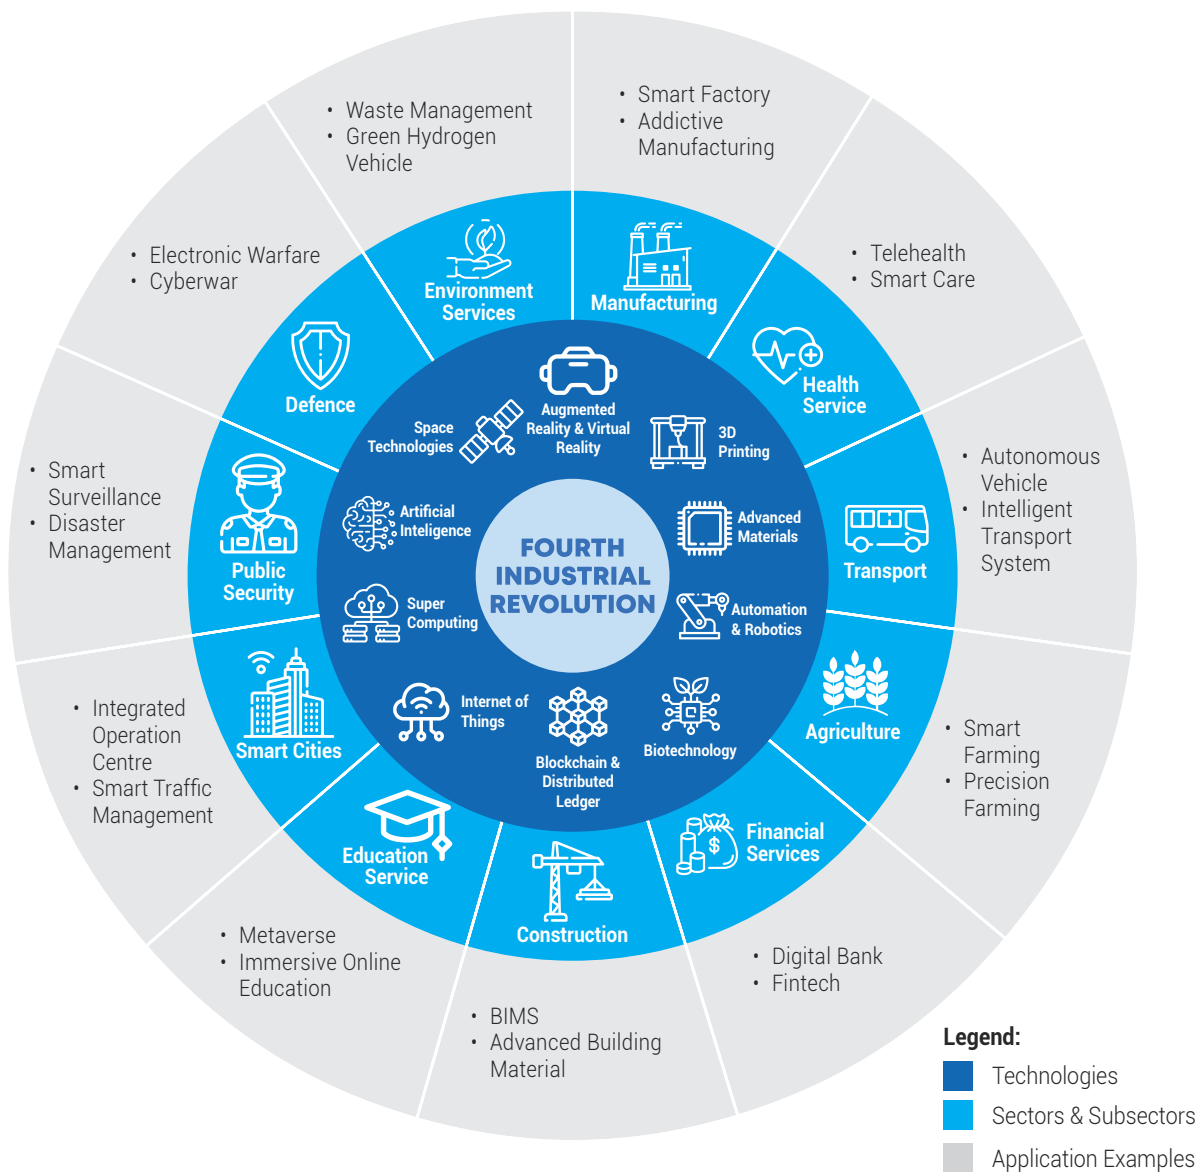 • Waste Management
• Green Hydrogen
Vehicle
• Smart Factory
• Addictive
Manufacturing
• Telehealth
• Smart Care
• Autonomous
Vehicle
• Intelligent
Transport
System
• Smart
Farming
• Precision
Farming
• Digital Bank
• Fintech
• BIMS
• Advanced Building
Material
• Metaverse
• Immersive Online
Education
• Integrated
Operation
Centre
• Smart Traffic
Management
• Smart
Surveillance
• Disaster
Management
• Electronic Warfare
• Cyberwar
Environment
Services
Manufacturing
Health
Service
Transport
Agriculture
Financial
Services
Construction
Education
Service
Smart Cities
Public
Security
Defence
Augmented
Reality & Virtual
Reality
3D
Printing
Advanced
Materials
Automation
& Robotics
Biotechnology
Blockchain &
Distributed
Ledger
Internet of
Things
Super
Computing
Artificial
Inteligence
Space
Technologies
FOURTH
INDUSTRIAL
REVOLUTION
$
C
Legend:
Technologies
Sectors & Subsectors
Application Examples